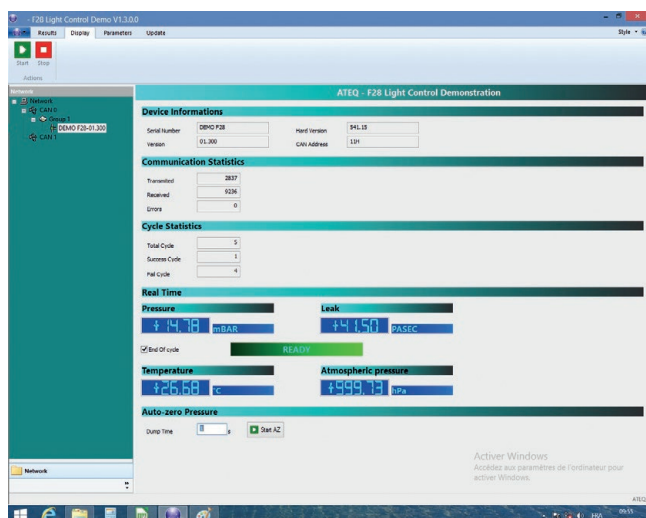 - F28 Light Control Demo V1.3.0.0
Results Display Parameters Update Style
Start Stop
Actions
Network
ATEQ - F28 Light Control Demonstration
Network
CAN 0
Group 1
DEMO F28-01.300
CAN 1
Device Informations
Serial Number DEMO F28 Hard Version 541.15
Version 01.300 CAN Address 11H
Communication Statistics
Transmited 2837
Received 9236
Errors 0
Cycle Statistics
Total Cycle 5
Success Cycle 1
Fail Cycle 4
Real Time
Pressure Leak
+14.78 mBAR +41.50 PASEC
End Of cycle READY
Temperature Atmospheric pressure
+26.68 °C +999.73 hPa
Auto-zero Pressure
Dump Time s Start AZ
Activer Windows
Accédez aux paramètres de l'ordinateur pour
activer Windows.
Network
ATEQ
FRA 09:55